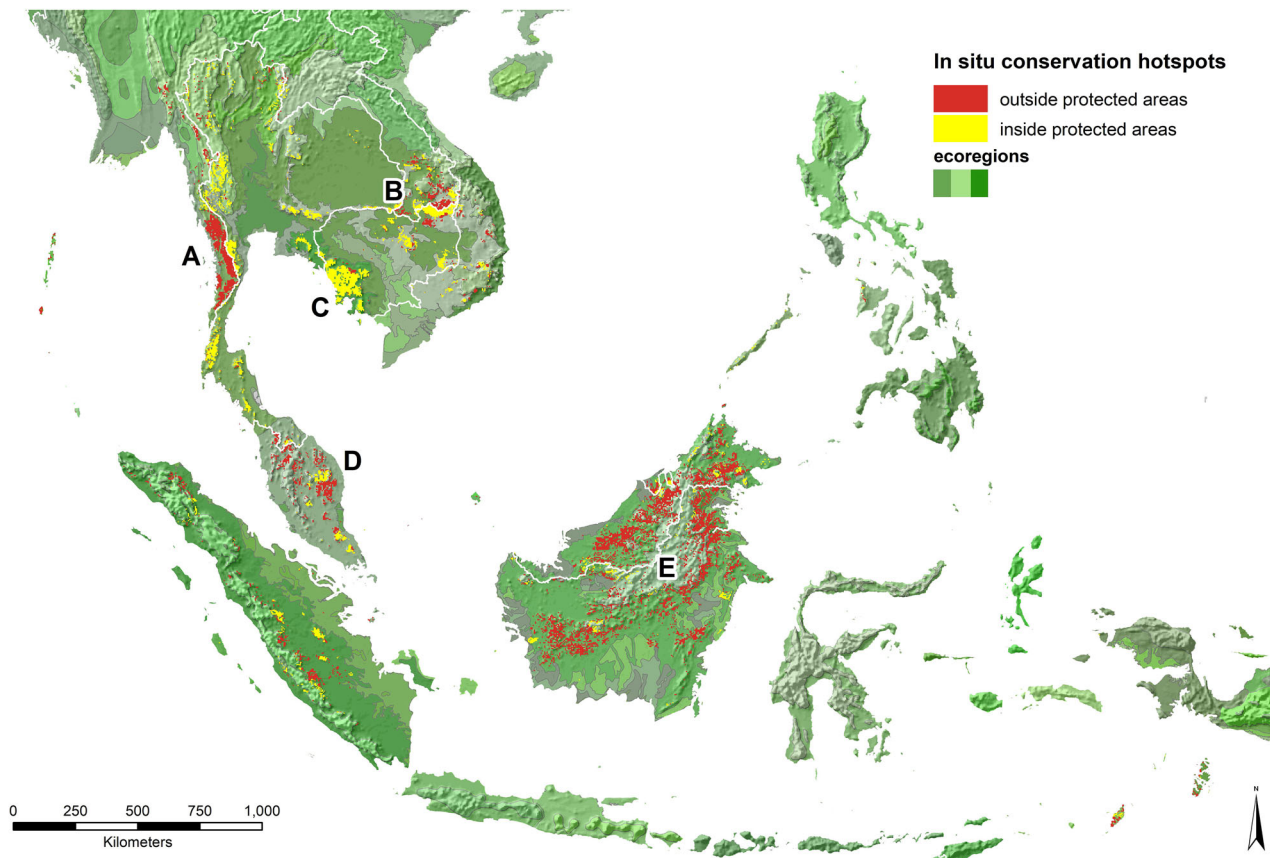 In situ conservation hotspots
outside protected areas
inside protected areas
ecoregions
B
A
C
D
E
0 250 500 750 1,000
Kilometers
N